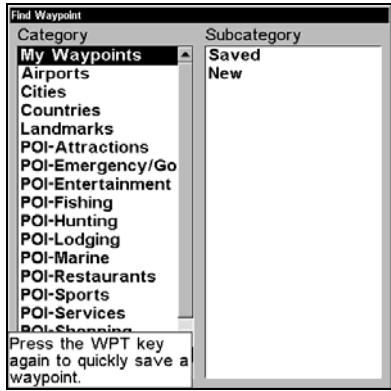 Find Waypoint
Category
My Waypoints
Airports
Cities
Countries
Landmarks
POI-Attractions
POI-Emergency/Go
POI-Entertainment
POI-Fishing
POI-Hunting
POI-Lodging
POI-Marine
POI-Restaurants
POI-Sports
POI-Services
POI-Shopping
Press the WPT key
again to quickly save a
waypoint.
Subcategory
Saved
New